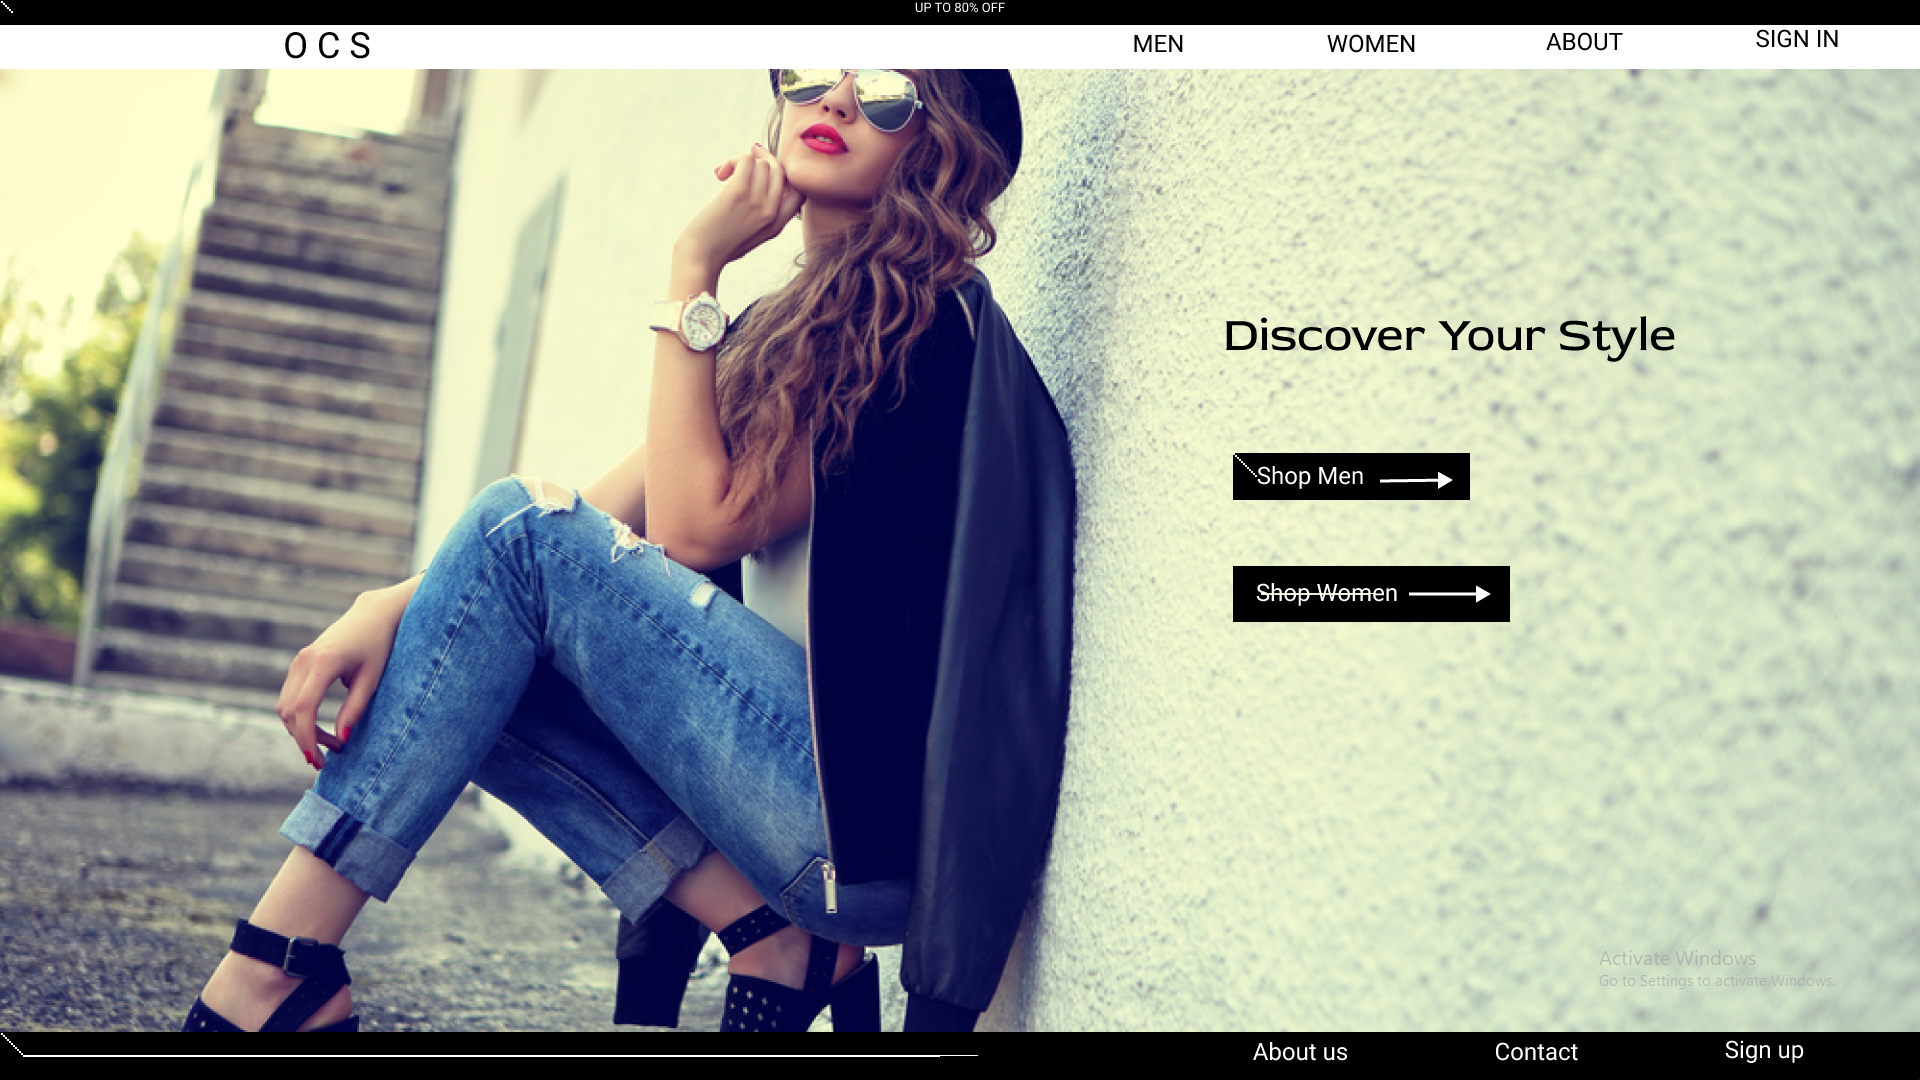 UP TO 80% OFF
O C S
MEN
WOMEN
ABOUT
SIGN IN
Discover Your Style
Shop Men
Shop Women
Activate Windows
Go to Settings to activate Windows.
About us
Contact
Sign up